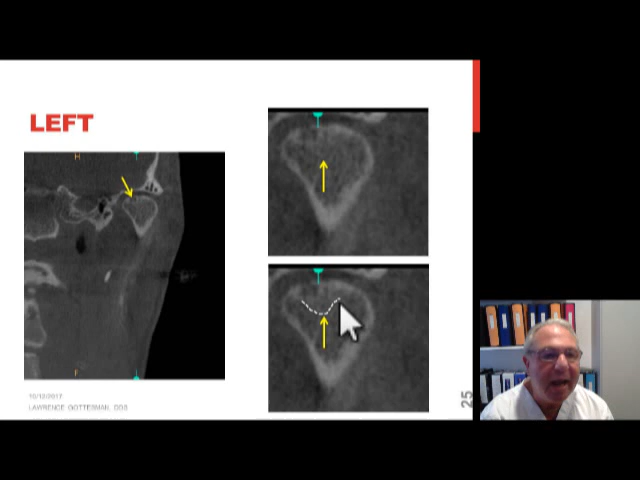 LEFT
H
F
10/12/2017
LAWRENCE GOTTESMAN, DDS
25